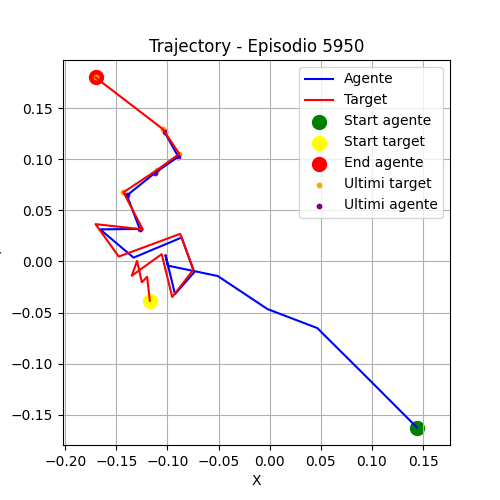 Trajectory - Episodio 5950
Agente
Target
Start agente
Start target
End agente
Ultimi target
Ultimi agente
0.15
0.10
0.05
0.00
−0.05
−0.10
−0.15
−0.20 −0.15 −0.10 −0.05 0.00 0.05 0.10 0.15
X